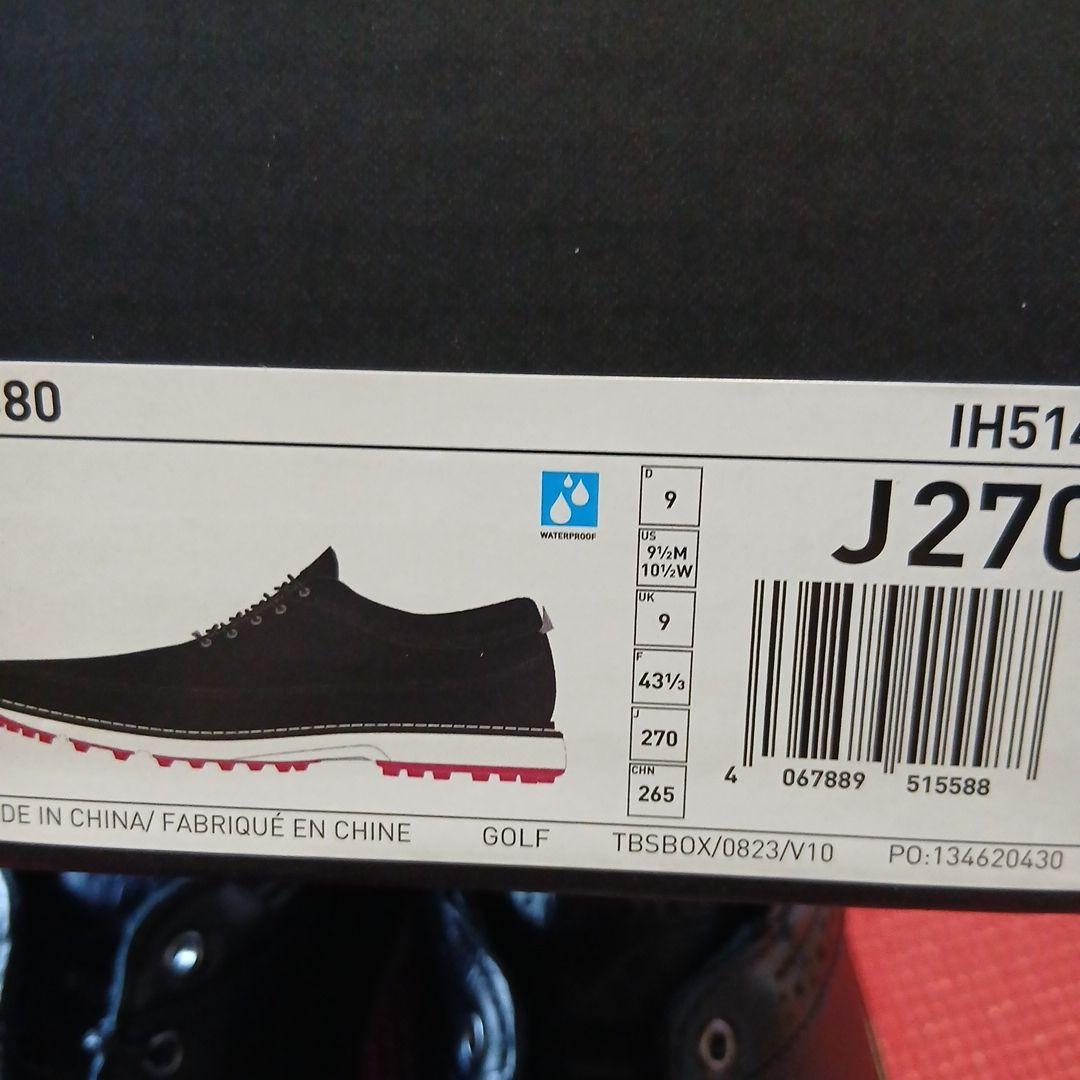 80
IH514
J 270
WATERPROOF
D
9
US
9½M
10½W
UK
9
F
43⅓
J
270
CHN
265
4 067889 515588
DE IN CHINA/ FABRIQUÉ EN CHINE GOLF TBSBOX/0823/V10 PO:134620430